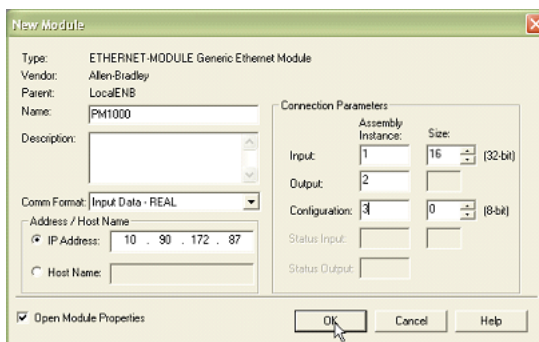 New Module
Type: ETHERNET-MODULE Generic Ethernet Module
Vendor: Allen-Bradley
Parent: LocalENB
Name: PM1000
Description:
Comm Format: Input Data - REAL
Address / Host Name
IP Address: 10 . 90 . 172 . 87
Host Name:
Connection Parameters
Assembly Instance:
Size:
Input: 1 16 (32-bit)
Output: 2
Configuration: 3 0 (8-bit)
Status Input:
Status Output:
Open Module Properties
OK
Cancel
Help